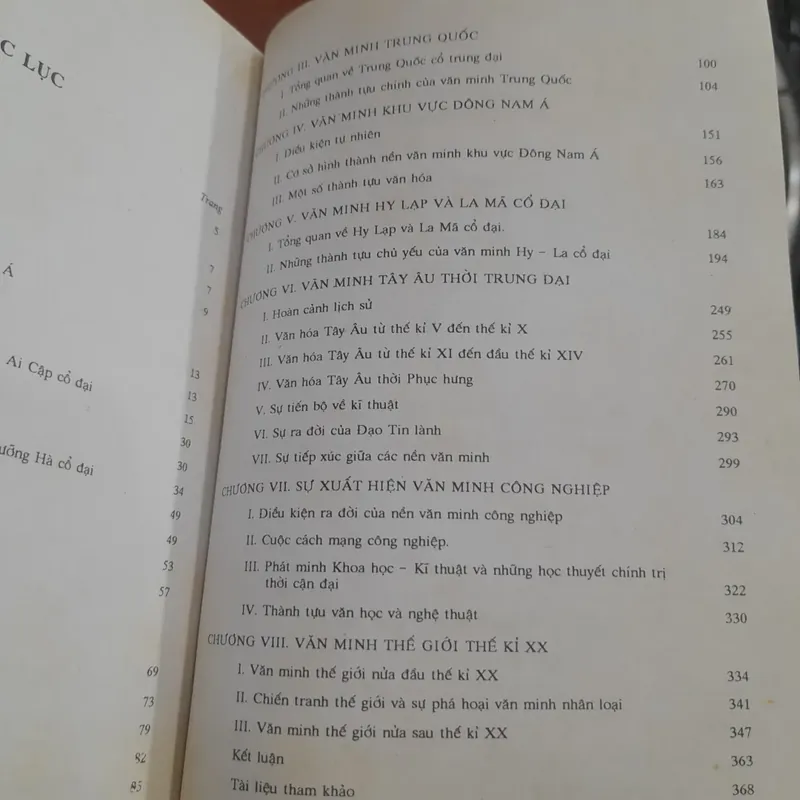 C LỤC
Trang
5
Á
7
7
9
Ai Cập cổ đại
13
13
15
30
ưỡng Hà cổ đại
30
34
49
49
53
57
69
73
79
82
85
CHƯƠNG III. VĂN MINH TRUNG QUỐC
I. Tổng quan về Trung Quốc cổ trung đại 100
II. Những thành tựu chính của văn minh Trung Quốc 104
CHƯƠNG IV. VĂN MINH KHU VỰC ĐÔNG NAM Á
I. Điều kiện tự nhiên 151
II. Cơ sở hình thành nền văn minh khu vực Đông Nam Á 156
III. Một số thành tựu văn hóa 163
CHƯƠNG V. VĂN MINH HY LẠP VÀ LA MÃ CỔ ĐẠI
I. Tổng quan về Hy Lạp và La Mã cổ đại. 184
II. Những thành tựu chủ yếu của văn minh Hy – La cổ đại 194
CHƯƠNG VI. VĂN MINH TÂY ÂU THỜI TRUNG ĐẠI
I. Hoàn cảnh lịch sử 249
II. Văn hóa Tây Âu từ thế kỉ V đến thế kỉ X 255
III. Văn hóa Tây Âu từ thế kỉ XI đến đầu thế kỉ XIV 261
IV. Văn hóa Tây Âu thời Phục hưng 270
V. Sự tiến bộ về kĩ thuật 290
VI. Sự ra đời của Đạo Tin lành 293
VII. Sự tiếp xúc giữa các nền văn minh 299
CHƯƠNG VII. SỰ XUẤT HIỆN VĂN MINH CÔNG NGHIỆP
I. Điều kiện ra đời của nền văn minh công nghiệp 304
II. Cuộc cách mạng công nghiệp. 312
III. Phát minh Khoa học – Kĩ thuật và những học thuyết chính trị
thời cận đại 322
IV. Thành tựu văn học và nghệ thuật 330
CHƯƠNG VIII. VĂN MINH THẾ GIỚI THẾ KỈ XX
I. Văn minh thế giới nửa đầu thế kỉ XX 334
II. Chiến tranh thế giới và sự phá hoại văn minh nhân loại 341
III. Văn minh thế giới nửa sau thế kỉ XX 347
Kết luận 363
Tài liệu tham khảo 368